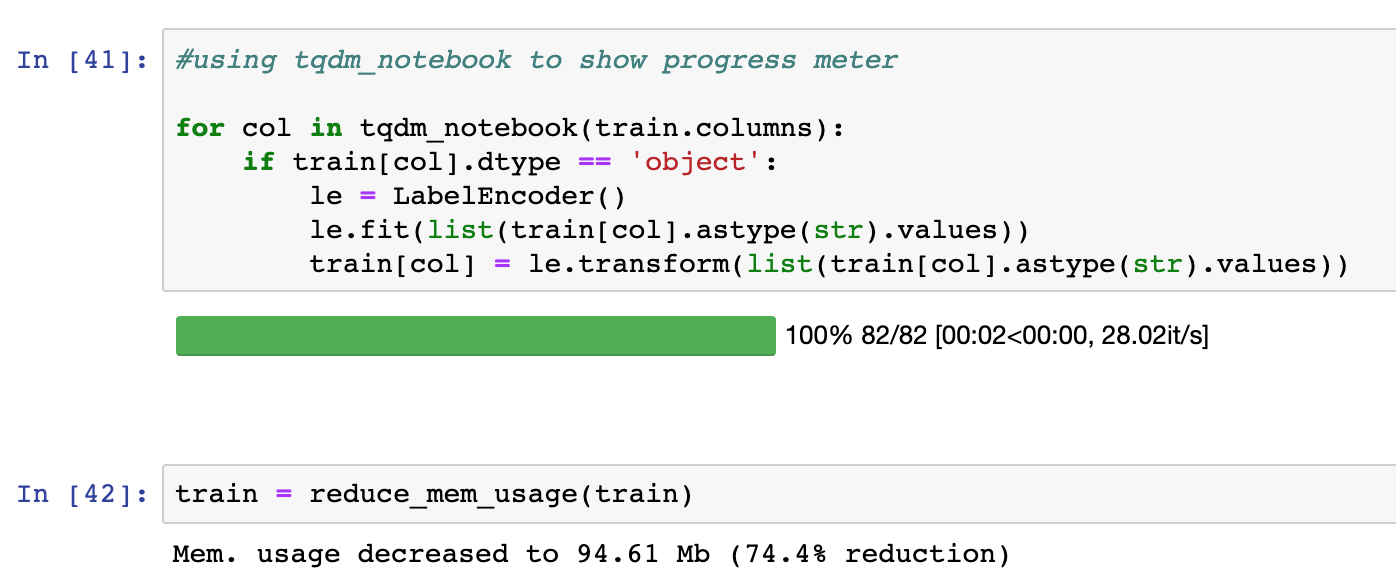 In [41]: #using tqdm_notebook to show progress meter
for col in tqdm_notebook(train.columns):
    if train[col].dtype == 'object':
        le = LabelEncoder()
        le.fit(list(train[col].astype(str).values))
        train[col] = le.transform(list(train[col].astype(str).values))
100% 82/82 [00:02<00:00, 28.02it/s]
In [42]: train = reduce_mem_usage(train)
Mem. usage decreased to 94.61 Mb (74.4% reduction)